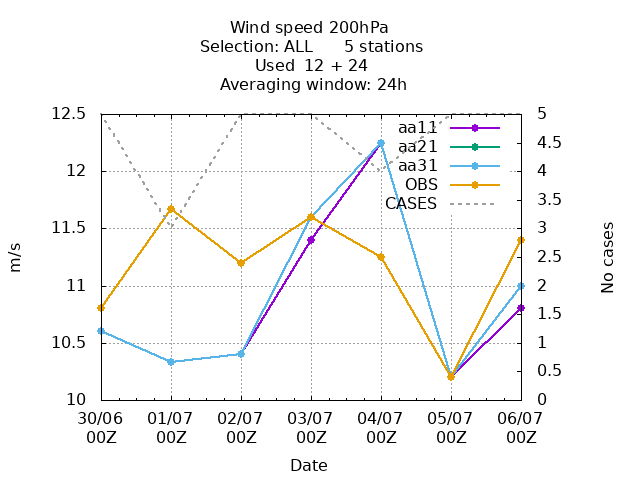 Wind speed 200hPa
Selection: ALL 5 stations
Used 12 + 24
Averaging window: 24h
12.5
12
11.5
11
10.5
10
m/s
5
4.5
4
3.5
3
2.5
2
1.5
1
0.5
0
No cases
aa11
aa21
aa31
OBS
CASES
30/06 01/07 02/07 03/07 04/07 05/07 06/07
00Z 00Z 00Z 00Z 00Z 00Z 00Z
Date